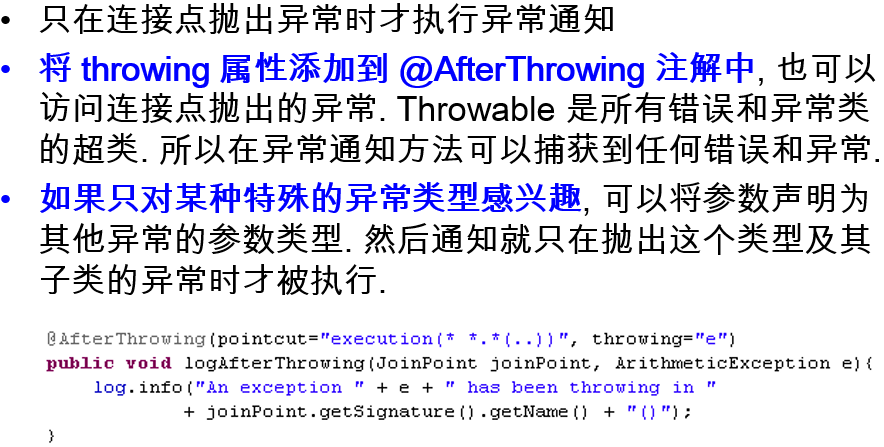 • 只在连接点抛出异常时才执行异常通知
• 将 throwing 属性添加到 @AfterThrowing 注解中, 也可以
访问连接点抛出的异常. Throwable 是所有错误和异常类
的超类. 所以在异常通知方法可以捕获到任何错误和异常.
• 如果只对某种特殊的异常类型感兴趣, 可以将参数声明为
其他异常的参数类型. 然后通知就只在抛出这个类型及其
子类的异常时才被执行.
@AfterThrowing(pointcut="execution(* *.*(..))", throwing="e")
public void logAfterThrowing(JoinPoint joinPoint, ArithmeticException e){
log.info("An exception " + e + " has been throwing in "
+ joinPoint.getSignature().getName() + "()");
}